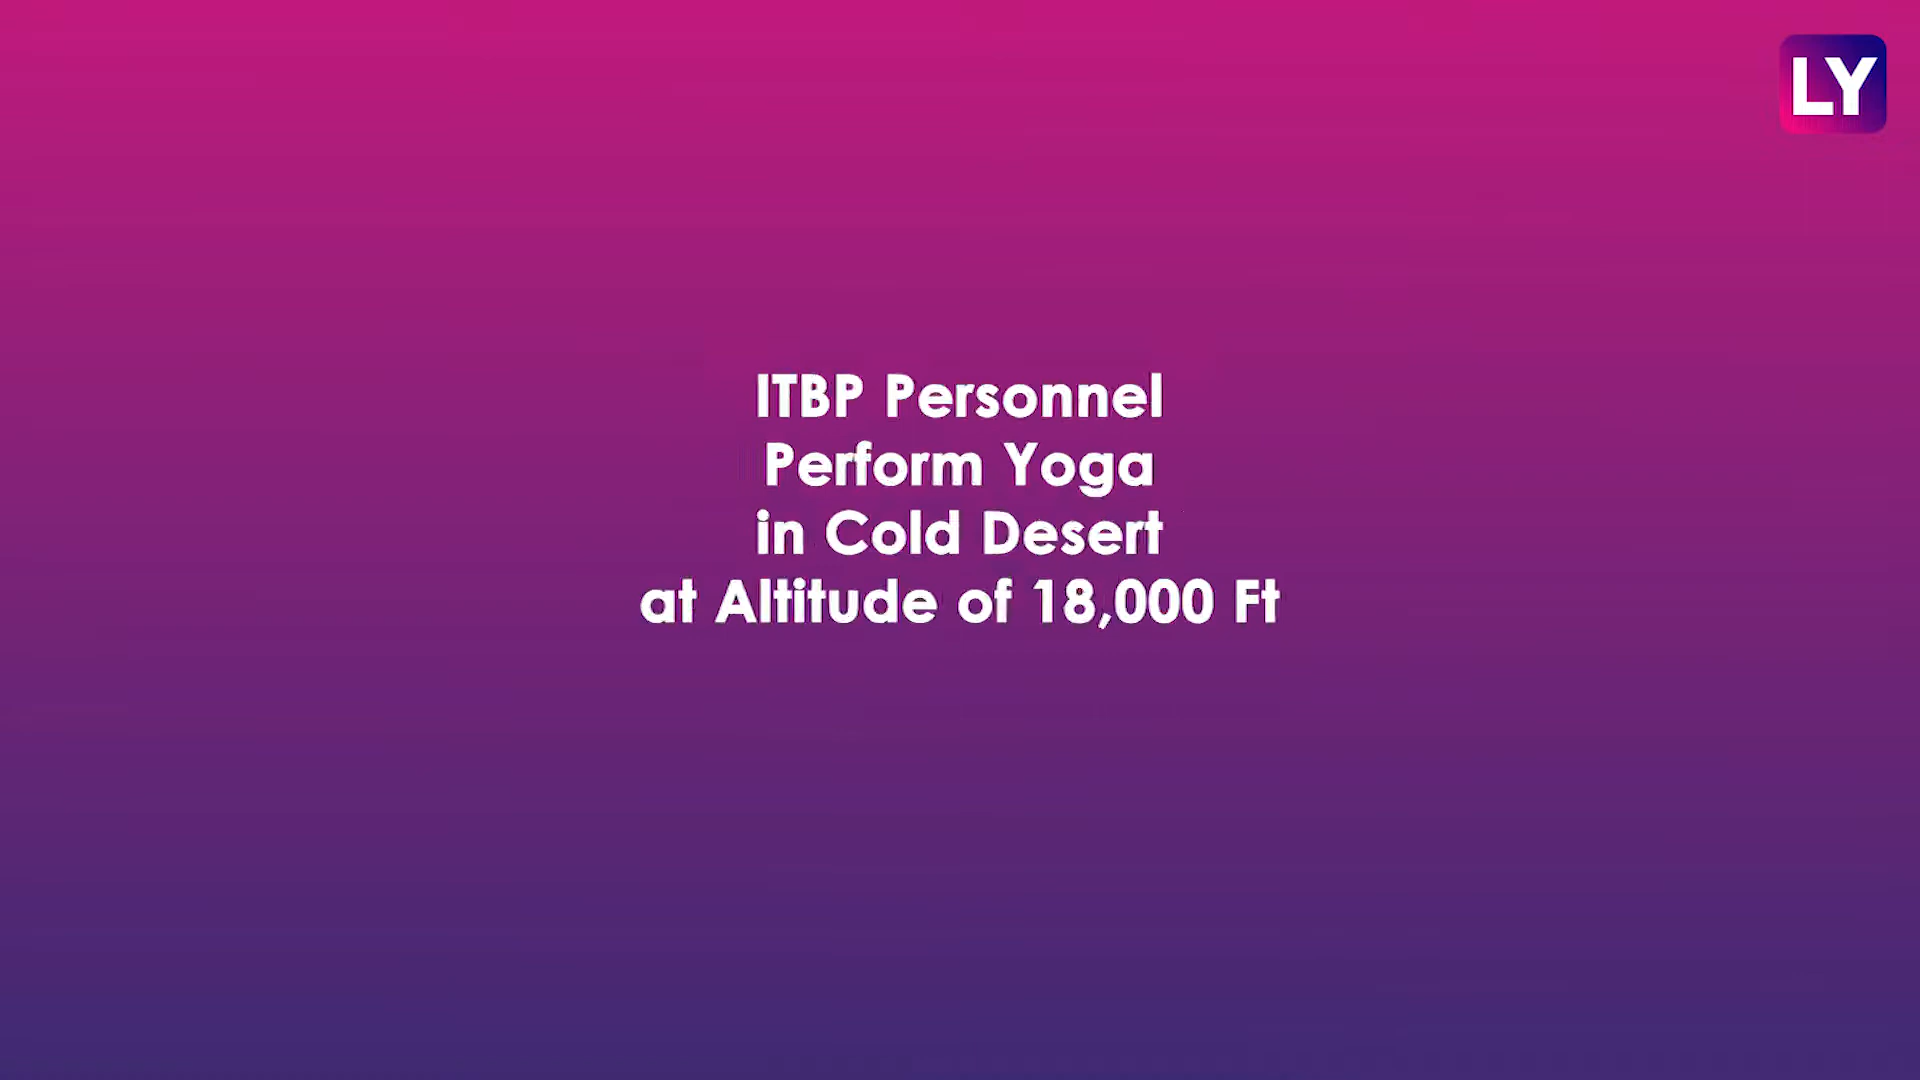 LY
ITBP Personnel
Perform Yoga
in Cold Desert
at Altitude of 18,000 Ft